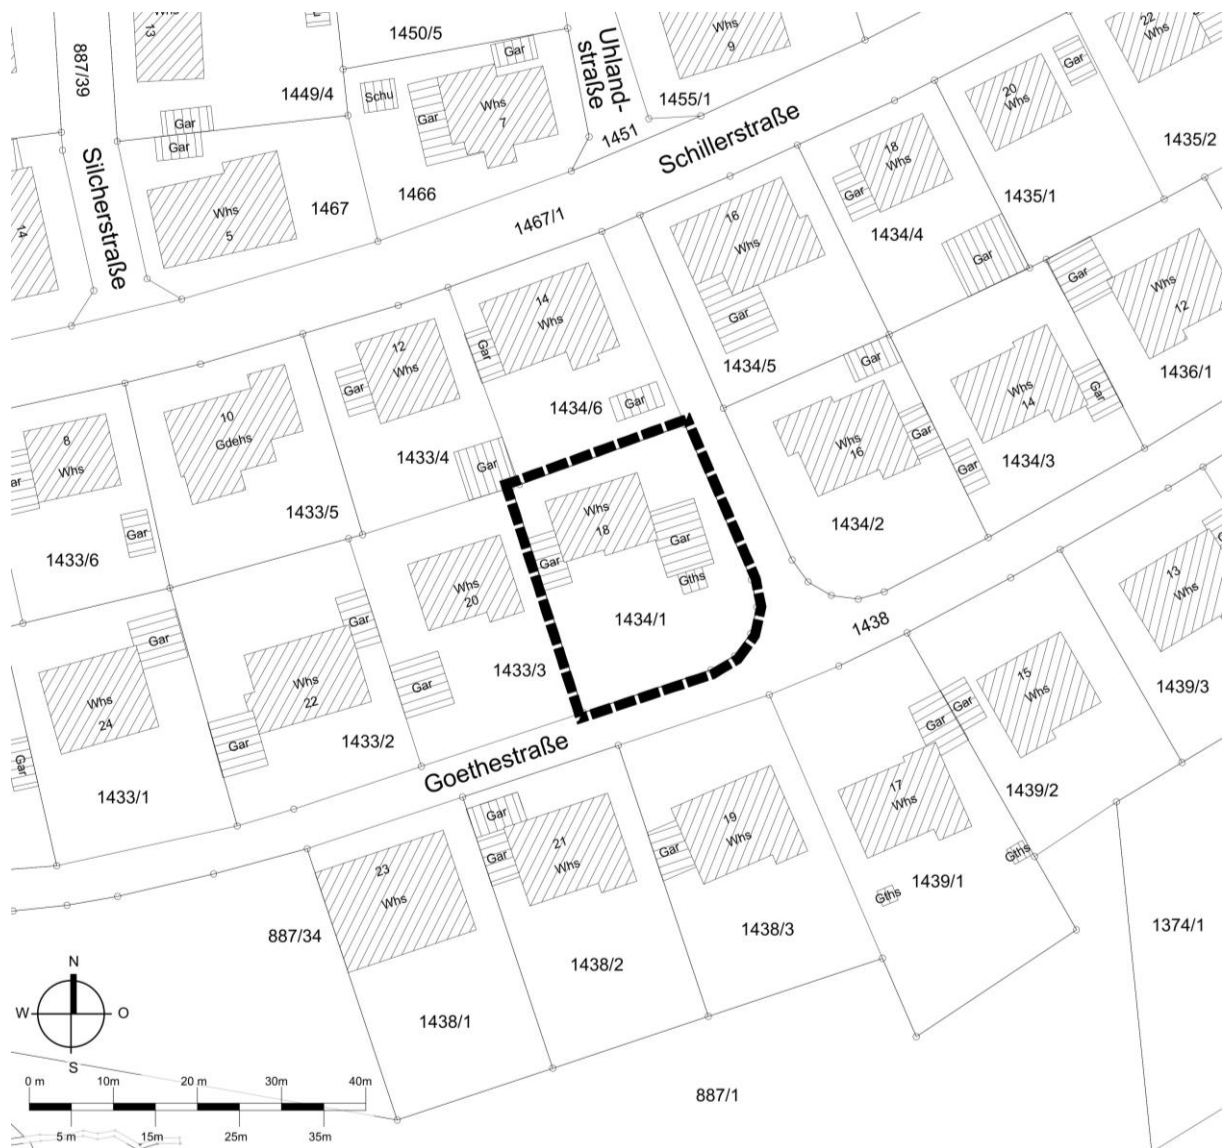 13
887/39
1450/5
Gar
Uhland-
straße
Whs
9
22
Whs
Gar
1449/4
Schu
Whs
7
Gar
1455/1
20
Whs
Gar
Gar
1451
Schillerstraße
18
Whs
1435/2
Silcherstraße
14
Whs
5
1467
1466
1467/1
Gar
1435/1
16
Whs
1434/4
Gar
Gar
Whs
12
14
Whs
Gar
12
Whs
Gar
Gar
1434/5
Gar
1436/1
10
Gdehs
Gar
1434/6
Whs
14
Gar
8
Whs
ar
1433/4
Gar
Whs
16
Gar
1434/3
Gar
1433/5
Whs
18
Gar
1434/2
Gar
1433/6
Gar
Gths
13
Whs
Whs
20
1434/1
1438
Gar
Gar
1433/3
15
Whs
1439/3
Whs
24
Whs
22
Gar
Gar
Gar
Gar
Gar
1433/2
Goethestraße
1433/1
17
Whs
1439/2
Gar
21
Whs
19
Whs
Gar
Gar
Gths
23
Whs
Gths
1439/1
887/34
1438/3
1374/1
1438/2
N
W
O
S
1438/1
0 m 10m 20 m 30m 40m
5 m 15m 25m 35m
887/1